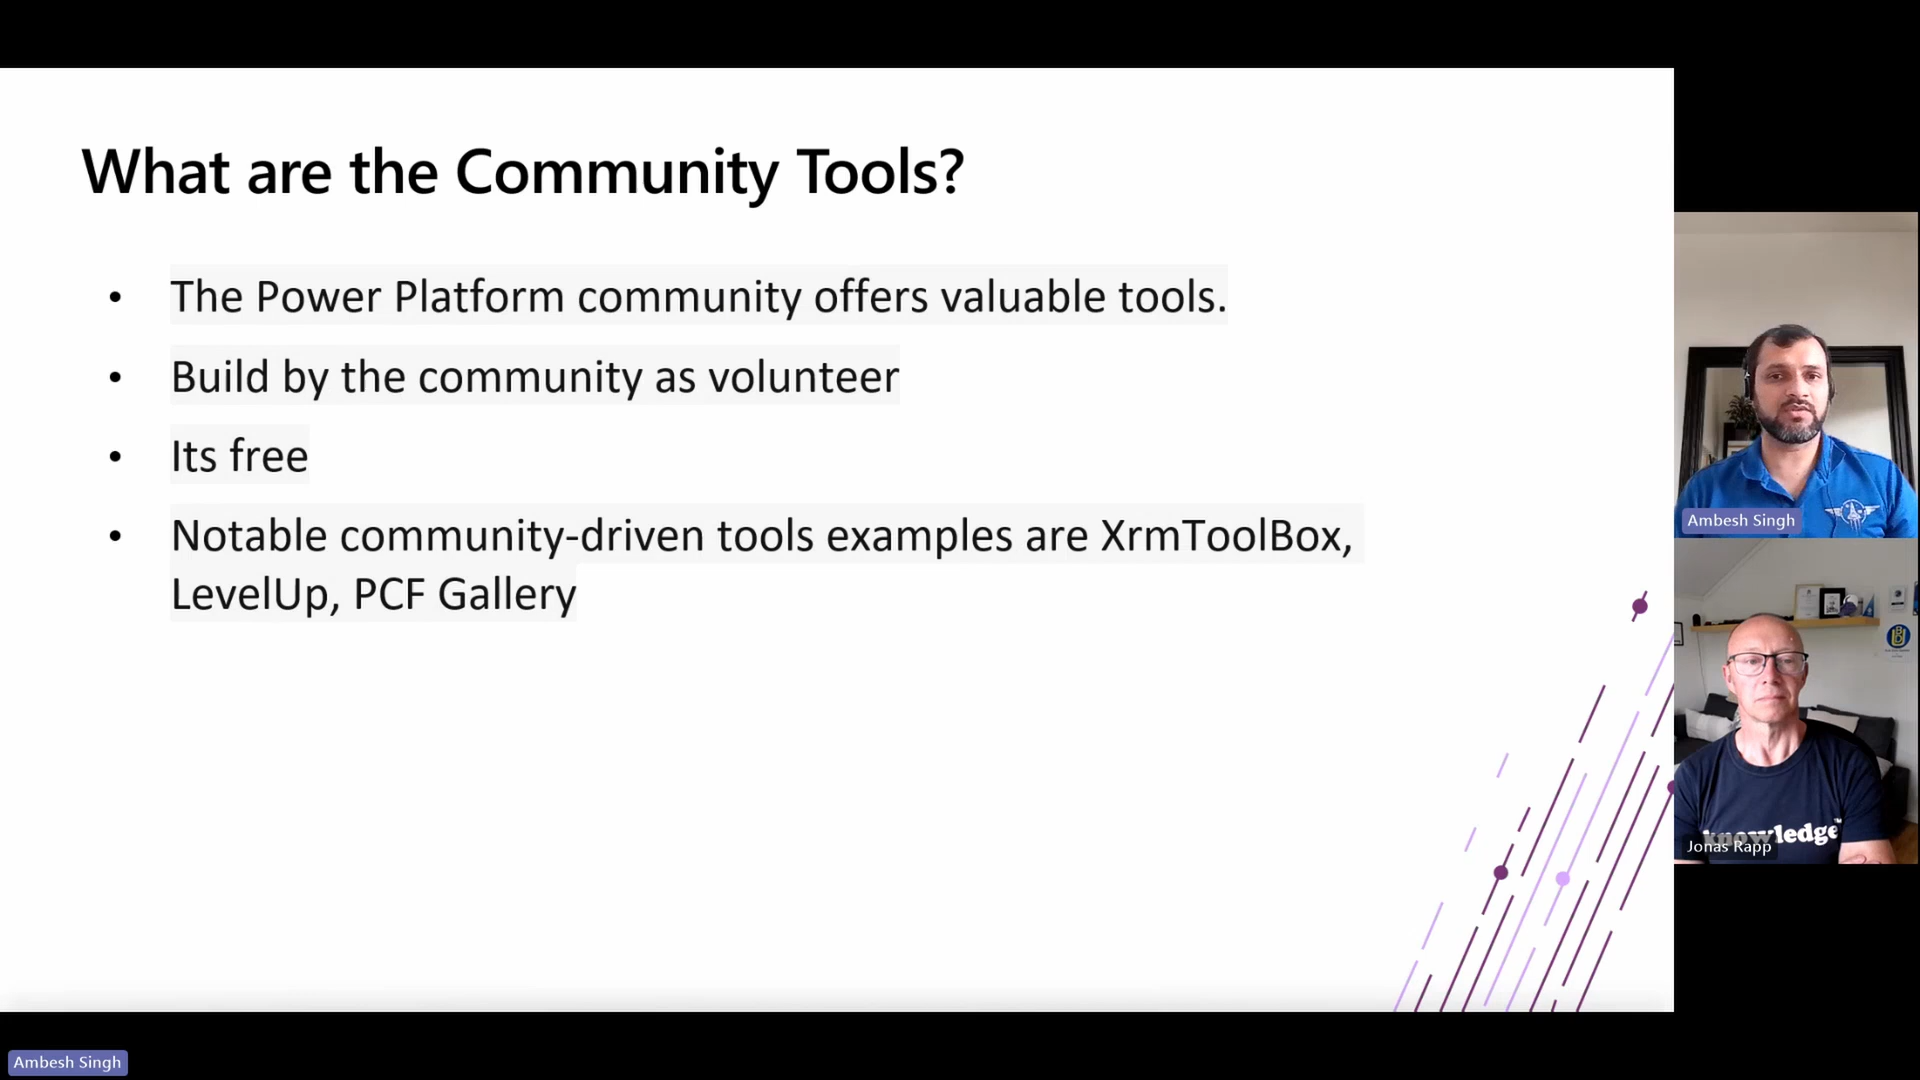 What are the Community Tools?
• The Power Platform community offers valuable tools.
• Build by the community as volunteer
• Its free
• Notable community-driven tools examples are XrmToolBox,
LevelUp, PCF Gallery
Ambesh Singh
knowledge™
Jonas Rapp
Ambesh Singh